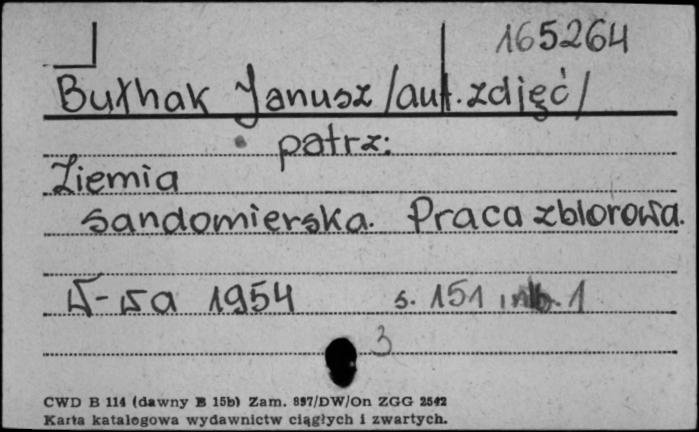 165264
Bułhak Janusz /aut. zdjęć/
patrz:
Ziemia
sandomierska. Praca zbiorowa.
W-wa 1954 s. 151 inlb. 1
3
CWD B 114 (dawny B 15b) Zam. 897/DW/On ZGG 2542
Karta katalogowa wydawnictw ciągłych i zwartych.